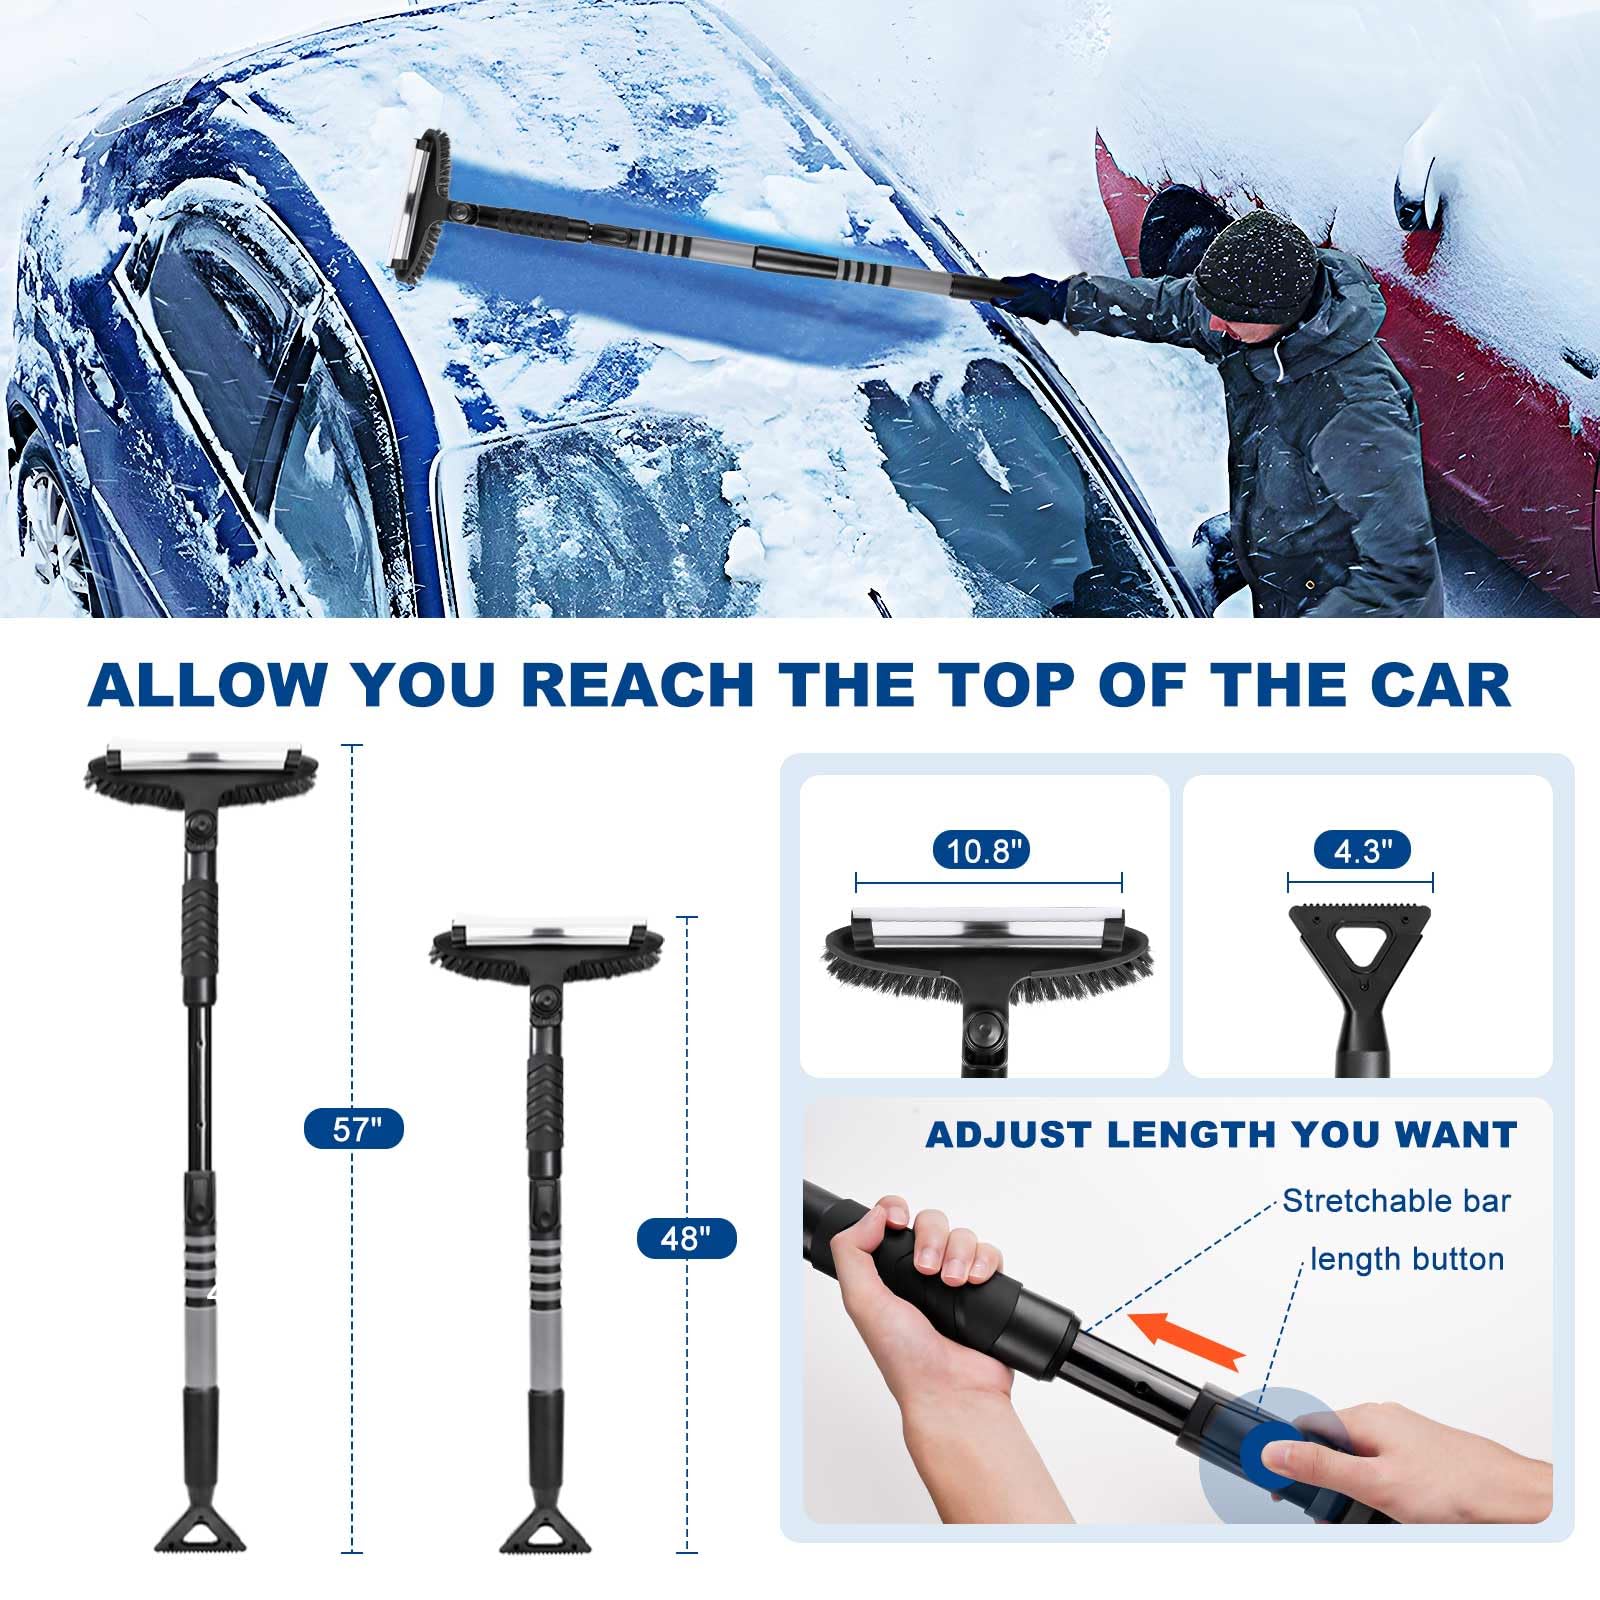 ALLOW YOU REACH THE TOP OF THE CAR
57"
48"
4
10.8"
4.3"
ADJUST LENGTH YOU WANT
Stretchable bar
length button